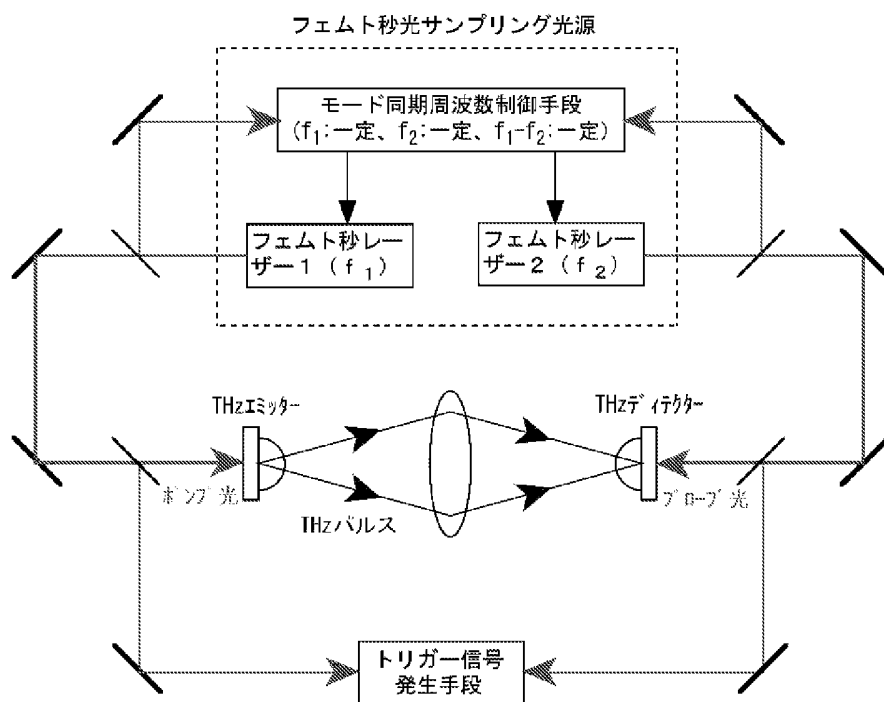 フェムト秒光サンプリング光源
モード同期周波数制御手段
(f1:一定、f2:一定、f1-f2:一定)
フェムト秒レー
ザー1(f1)
フェムト秒レー
ザー2(f2)
THzエミッター
THzディテクター
ポンプ光
プローブ光
THzパルス
トリガー信号
発生手段